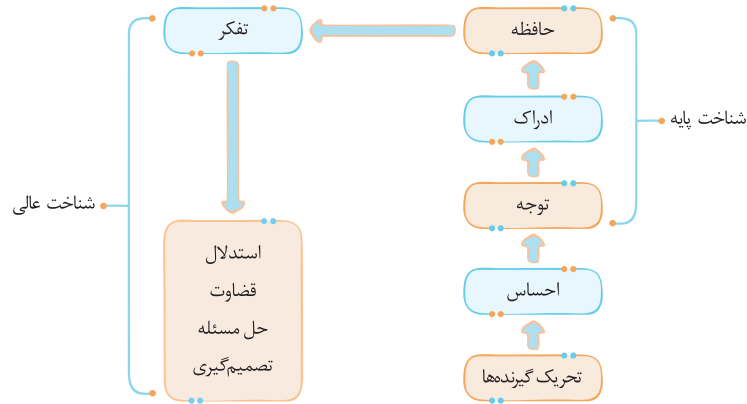 حافظه
تفکر
ادراک
شناخت پایه
توجه
شناخت عالی
استدلال
قضاوت
حل مسئله
تصمیم‌گیری
احساس
تحریک گیرنده‌ها